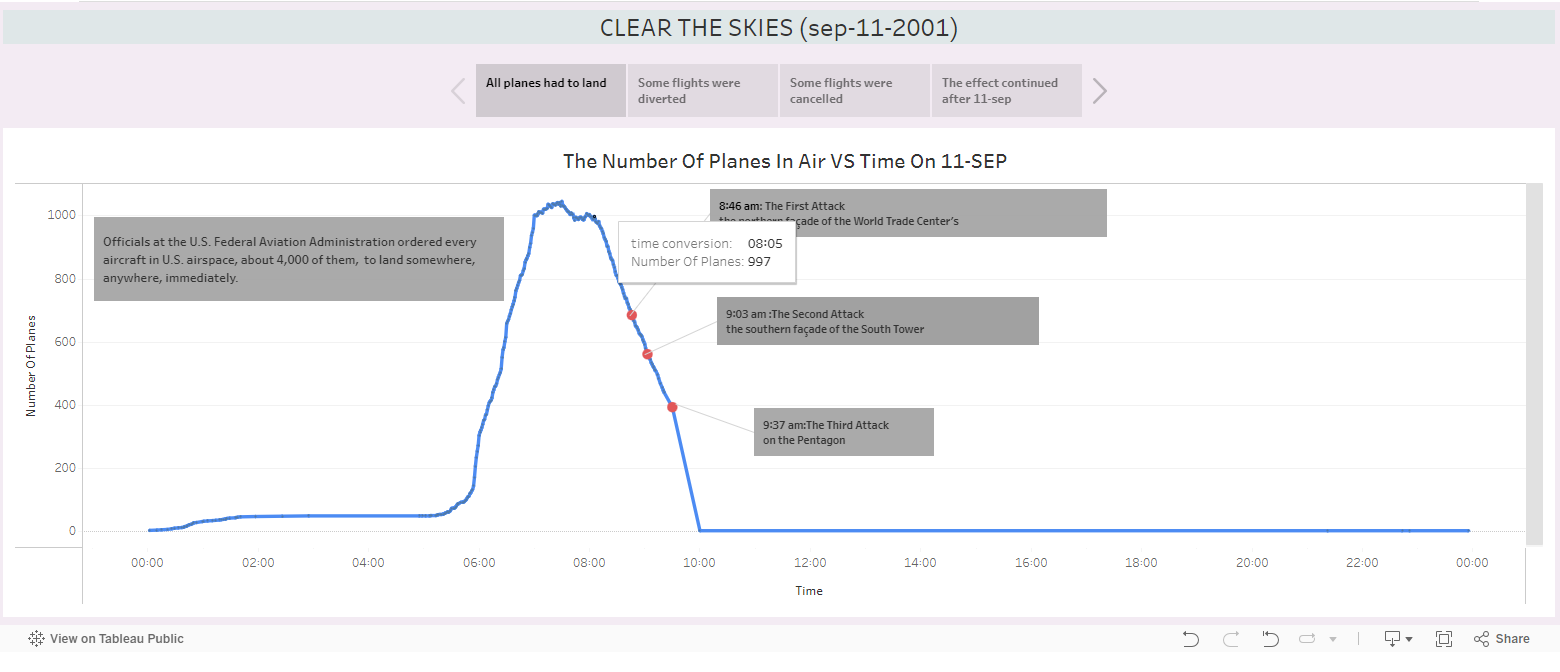 CLEAR THE SKIES (sep-11-2001)
All planes had to land
Some flights were
diverted
Some flights were
cancelled
The effect continued
after 11-sep
The Number Of Planes In Air VS Time On 11-SEP
1000
800
600
400
200
0
Number Of Planes
Officials at the U.S. Federal Aviation Administration ordered every
aircraft in U.S. airspace, about 4,000 of them,  to land somewhere,
anywhere, immediately.
8:46 am: The First Attack
the northern façade of the World Trade Center’s
time conversion: 08:05
Number Of Planes: 997
9:03 am :The Second Attack
the southern façade of the South Tower
9:37 am:The Third Attack
on the Pentagon
00:00 02:00 04:00 06:00 08:00 10:00 12:00 14:00 16:00 18:00 20:00 22:00 00:00
Time
View on Tableau Public
Share